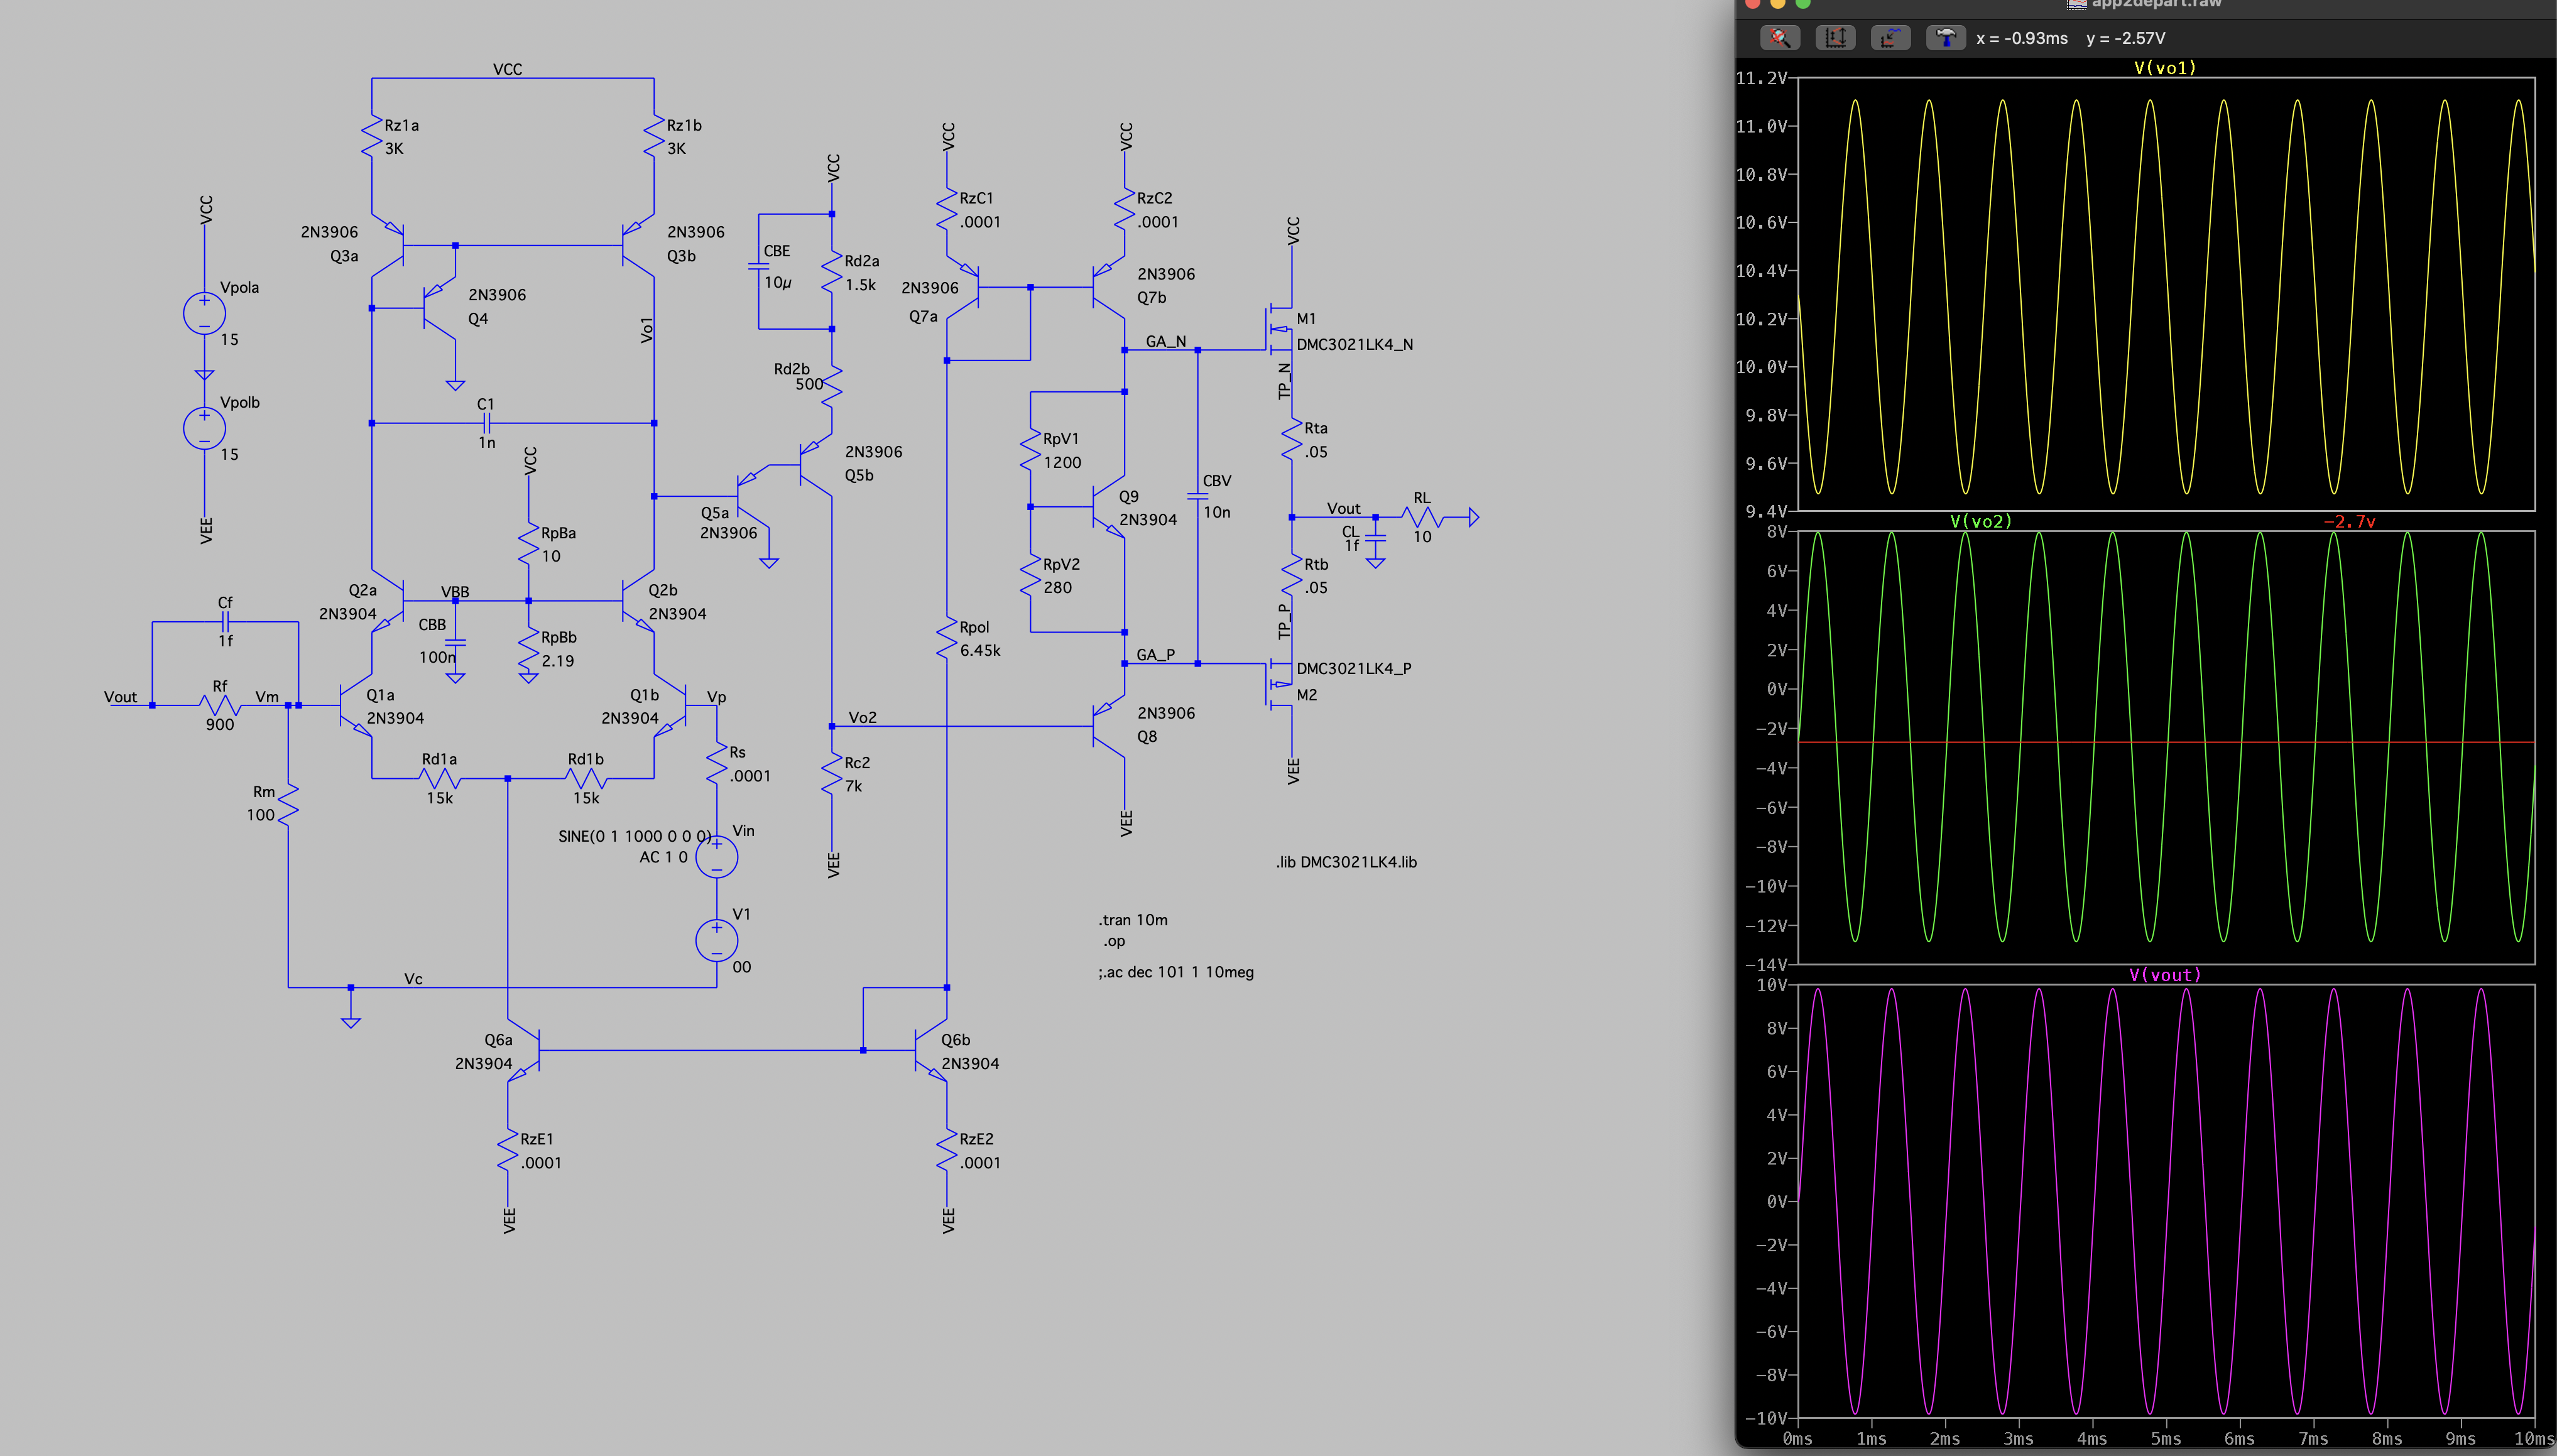 VCC
Rz1a
3K
Rz1b
3K
2N3906
Q3a
2N3906
Q3b
2N3906
Q4
VCC
Vpola
15
Vpolb
15
VEE
Vo1
C1
1n
VCC
RpBa
10
Q2a
2N3904
VBB
Q2b
2N3904
CBB
100n
RpBb
2.19
Cf
1f
Vout
Rf
900
Vm
Q1a
2N3904
Q1b
2N3904
Vp
Rd1a
15k
Rd1b
15k
Rs
.0001
Rm
100
SINE(0 1 1000 0 0 0)
AC 1 0
Vin
V1
00
Vc
Q6a
2N3904
Q6b
2N3904
RzE1
.0001
VEE
RzE2
.0001
VEE
VCC
CBE
10µ
Rd2a
1.5k
Rd2b
500
2N3906
Q5b
Q5a
2N3906
Vo2
Rc2
7k
VEE
VCC
RzC1
.0001
VCC
RzC2
.0001
2N3906
Q7a
2N3906
Q7b
VCC
GA_N
M1
DMC3021LK4_N
TP_N
RpV1
1200
Rta
.05
Q9
2N3904
CBV
10n
Vout
RL
10
CL
1f
RpV2
280
Rtb
.05
TP_P
Rpol
6.45k
GA_P
DMC3021LK4_P
M2
2N3906
Q8
VEE
VEE
.lib DMC3021LK4.lib
.tran 10m
.op
;.ac dec 101 1 10meg
app2depart.raw
x = -0.93ms y = -2.57V
V(vo1)
11.2V
11.0V
10.8V
10.6V
10.4V
10.2V
10.0V
9.8V
9.6V
9.4V
V(vo2) -2.7v
8V
6V
4V
2V
0V
-2V
-4V
-6V
-8V
-10V
-12V
-14V
V(vout)
10V
8V
6V
4V
2V
0V
-2V
-4V
-6V
-8V
-10V
0ms 1ms 2ms 3ms 4ms 5ms 6ms 7ms 8ms 9ms 10ms